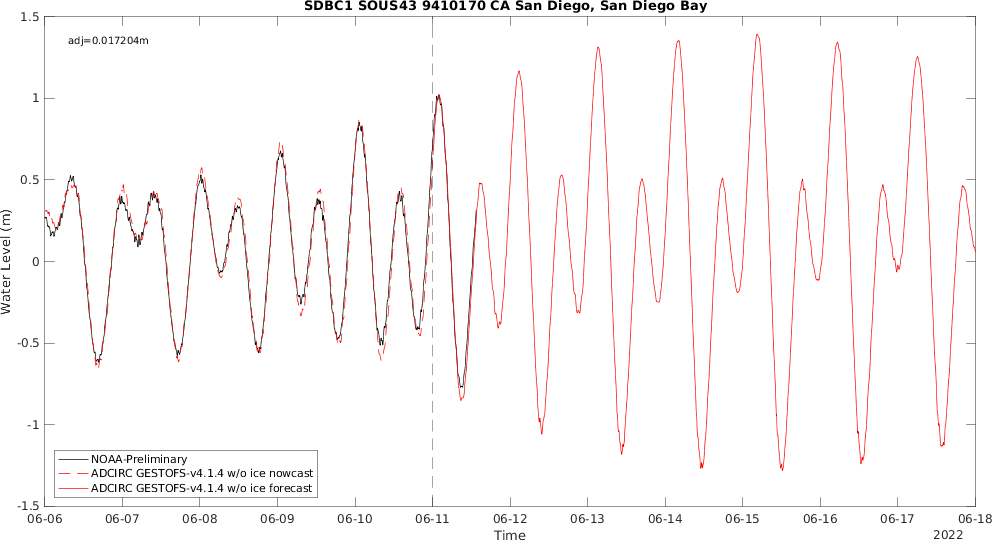 SDBC1 SOUS43 9410170 CA San Diego, San Diego Bay
adj=0.017204m
1.5
1
0.5
0
-0.5
-1
-1.5
Water Level (m)
NOAA-Preliminary
ADCIRC GESTOFS-v4.1.4 w/o ice nowcast
ADCIRC GESTOFS-v4.1.4 w/o ice forecast
06-06 06-07 06-08 06-09 06-10 06-11 06-12 06-13 06-14 06-15 06-16 06-17 06-18
Time
2022